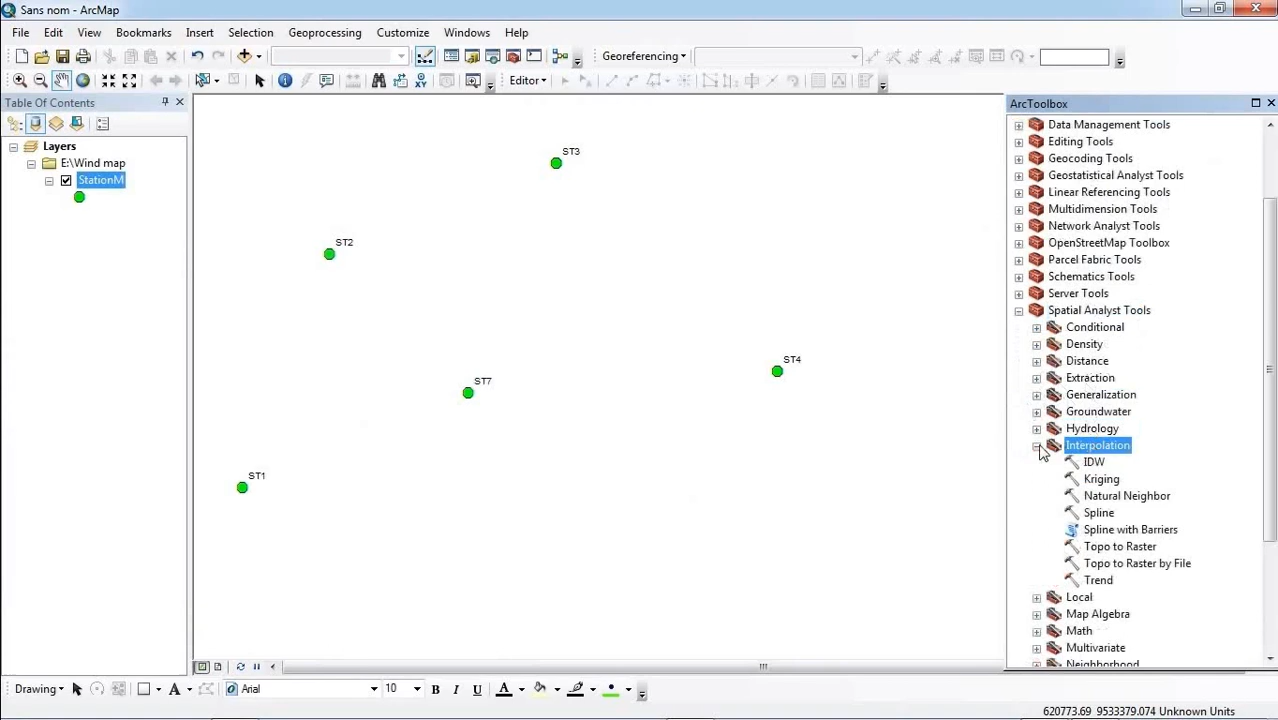 Sans nom - ArcMap
File Edit View Bookmarks Insert Selection Geoprocessing Customize Windows Help
Georeferencing
Editor
Table Of Contents
Layers
E:\Wind map
StationM
ST3
ST2
ST4
ST7
ST1
ArcToolbox
Data Management Tools
Editing Tools
Geocoding Tools
Geostatistical Analyst Tools
Linear Referencing Tools
Multidimension Tools
Network Analyst Tools
OpenStreetMap Toolbox
Parcel Fabric Tools
Schematics Tools
Server Tools
Spatial Analyst Tools
Conditional
Density
Distance
Extraction
Generalization
Groundwater
Hydrology
Interpolation
IDW
Kriging
Natural Neighbor
Spline
Spline with Barriers
Topo to Raster
Topo to Raster by File
Trend
Local
Map Algebra
Math
Multivariate
Neighborhood
Drawing A Arial 10 B I U A
620773.69 9533379.074 Unknown Units